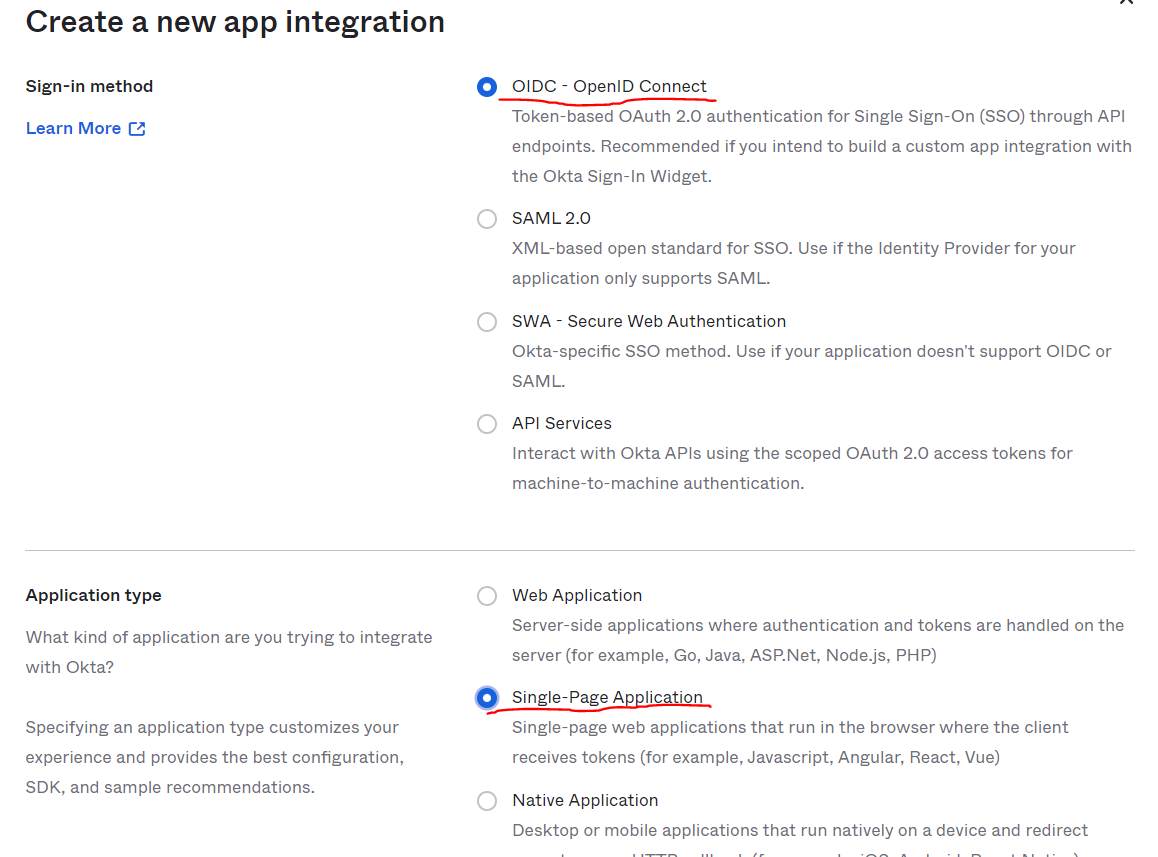 Create a new app integration
Sign-in method
Learn More
OIDC - OpenID Connect
Token-based OAuth 2.0 authentication for Single Sign-On (SSO) through API
endpoints. Recommended if you intend to build a custom app integration with
the Okta Sign-In Widget.
SAML 2.0
XML-based open standard for SSO. Use if the Identity Provider for your
application only supports SAML.
SWA - Secure Web Authentication
Okta-specific SSO method. Use if your application doesn't support OIDC or
SAML.
API Services
Interact with Okta APIs using the scoped OAuth 2.0 access tokens for
machine-to-machine authentication.
Application type
What kind of application are you trying to integrate
with Okta?
Specifying an application type customizes your
experience and provides the best configuration,
SDK, and sample recommendations.
Web Application
Server-side applications where authentication and tokens are handled on the
server (for example, Go, Java, ASP.Net, Node.js, PHP)
Single-Page Application
Single-page web applications that run in the browser where the client
receives tokens (for example, Javascript, Angular, React, Vue)
Native Application
Desktop or mobile applications that run natively on a device and redirect